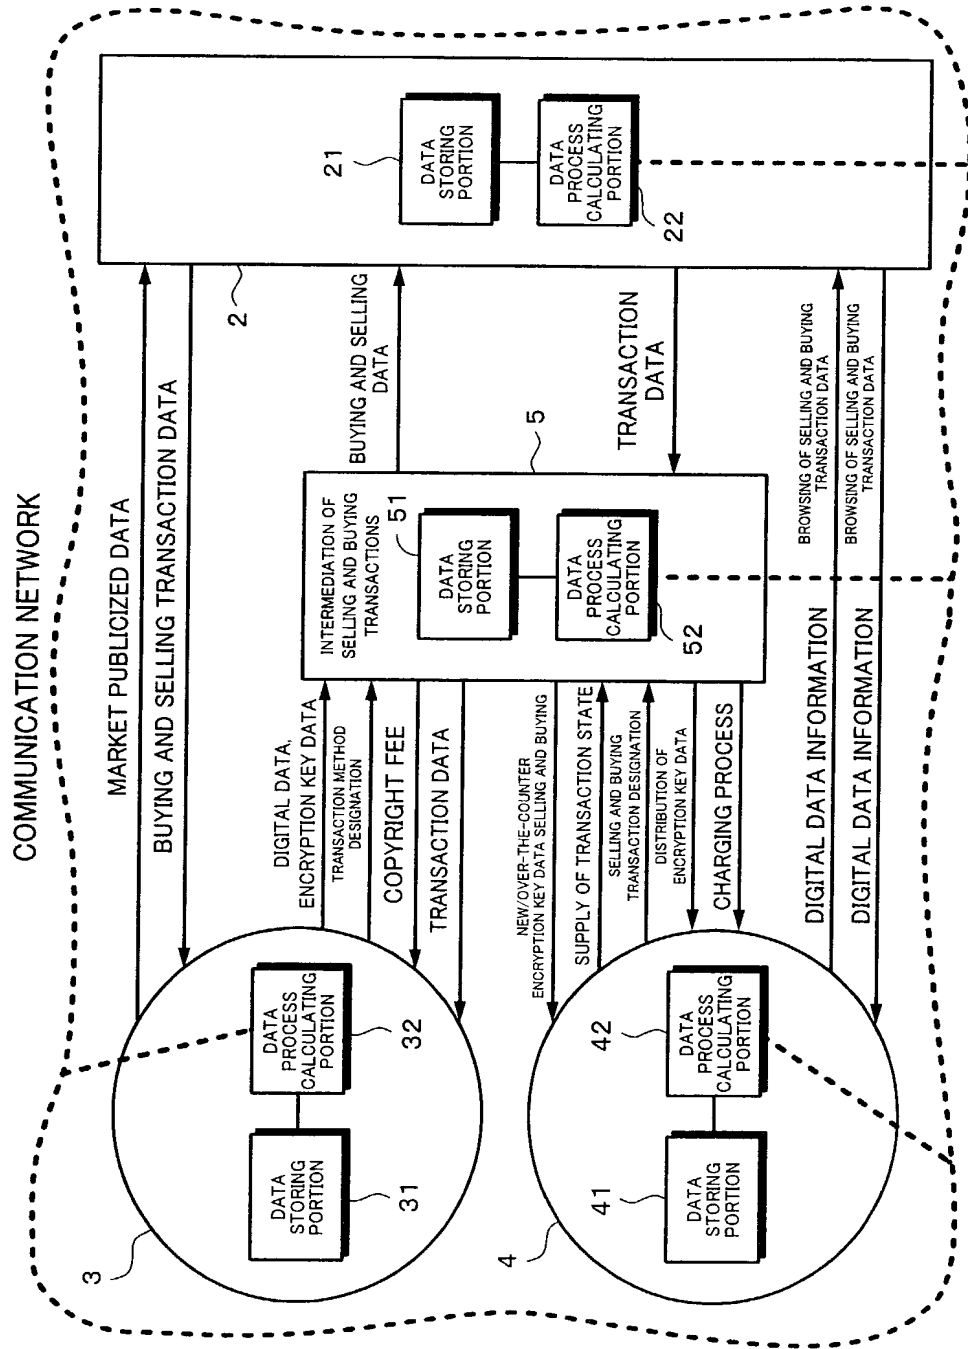 COMMUNICATION NETWORK
MARKET PUBLICIZED DATA
BUYING AND SELLING TRANSACTION DATA
3
31
DATA
STORING
PORTION
32
DATA
PROCESS
CALCULATING
PORTION
2
21
DATA
STORING
PORTION
22
DATA
PROCESS
CALCULATING
PORTION
DIGITAL DATA,
ENCRYPTION KEY DATA
TRANSACTION METHOD
DESIGNATION
COPYRIGHT FEE
TRANSACTION DATA
5
INTERMEDIATION OF
SELLING AND BUYING
TRANSACTIONS
51
DATA
STORING
PORTION
52
DATA
PROCESS
CALCULATING
PORTION
BUYING AND SELLING
DATA
TRANSACTION
DATA
4
41
DATA
STORING
PORTION
42
DATA
PROCESS
CALCULATING
PORTION
NEW/OVER-THE-COUNTER
ENCRYPTION KEY DATA SELLING AND BUYING
SUPPLY OF TRANSACTION STATE
SELLING AND BUYING
TRANSACTION DESIGNATION
DISTRIBUTION OF
ENCRYPTION KEY DATA
CHARGING PROCESS
DIGITAL DATA INFORMATION
BROWSING OF SELLING AND BUYING
TRANSACTION DATA
DIGITAL DATA INFORMATION
BROWSING OF SELLING AND BUYING
TRANSACTION DATA